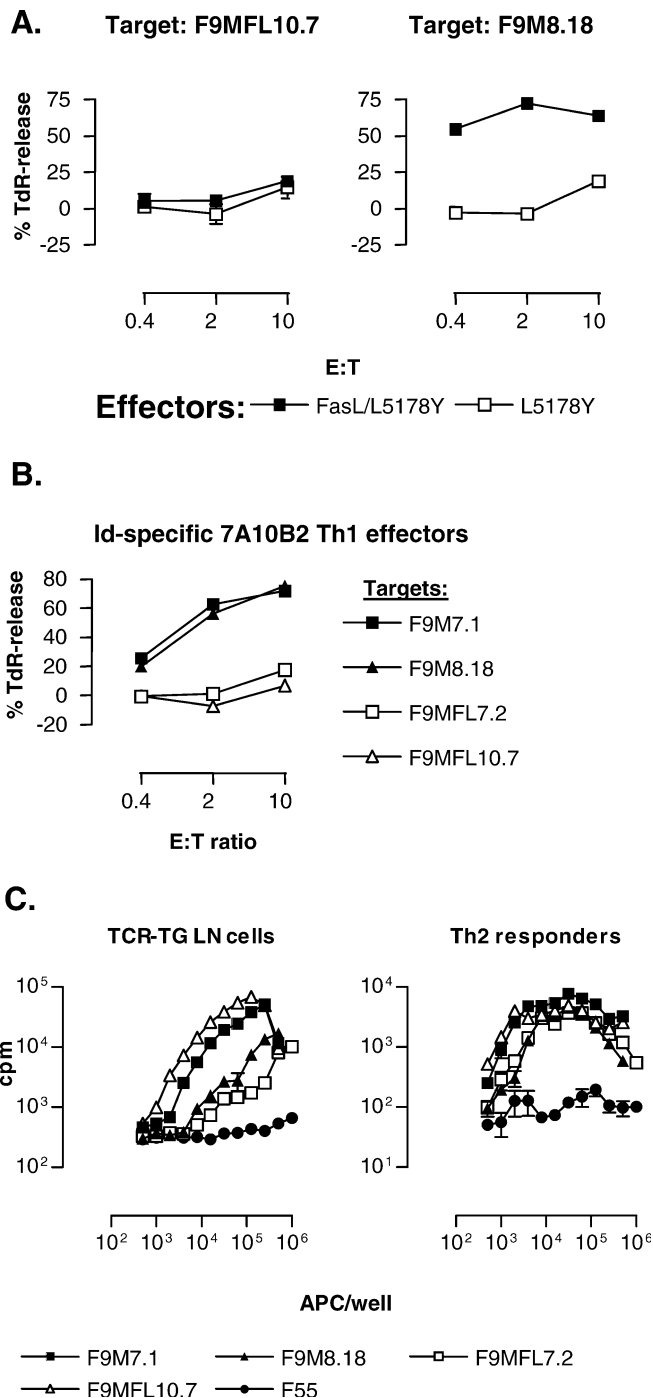 A.
Target: F9MFL10.7 Target: F9M8.18
% TdR-release
75
50
25
0
-25
75
50
25
0
-25
0.4 2 10
0.4 2 10
E:T
Effectors: FasL/L5178Y L5178Y
B.
Id-specific 7A10B2 Th1 effectors
% TdR-release
80
60
40
20
0
-20
0.4 2 10
E:T ratio
Targets:
F9M7.1
F9M8.18
F9MFL7.2
F9MFL10.7
C.
TCR-TG LN cells Th2 responders
cpm
10⁵
10⁴
10³
10²
10⁴
10³
10²
10¹
10² 10³ 10⁴ 10⁵ 10⁶
10² 10³ 10⁴ 10⁵ 10⁶
APC/well
F9M7.1 F9M8.18 F9MFL7.2
F9MFL10.7 F55